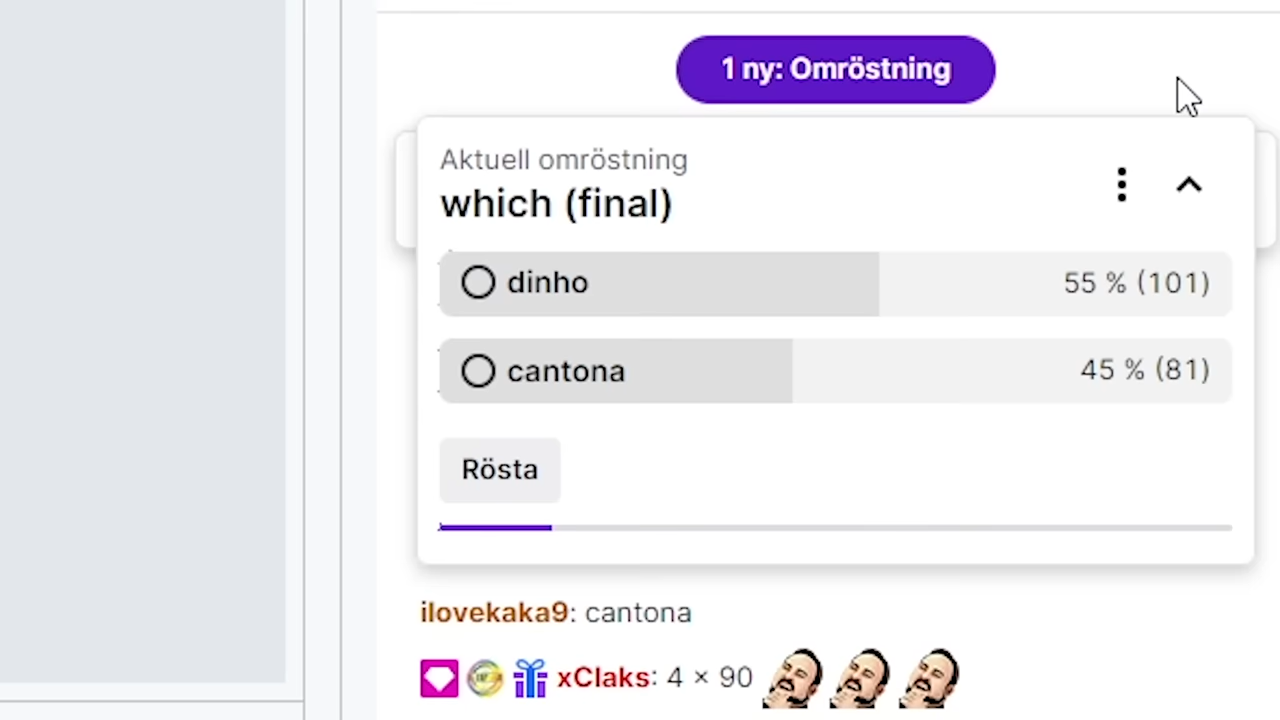 1 ny: Omröstning
Aktuell omröstning
which (final)
dinho 55 % (101)
cantona 45 % (81)
Rösta
ilovekaka9: cantona
xClaks: 4 × 90